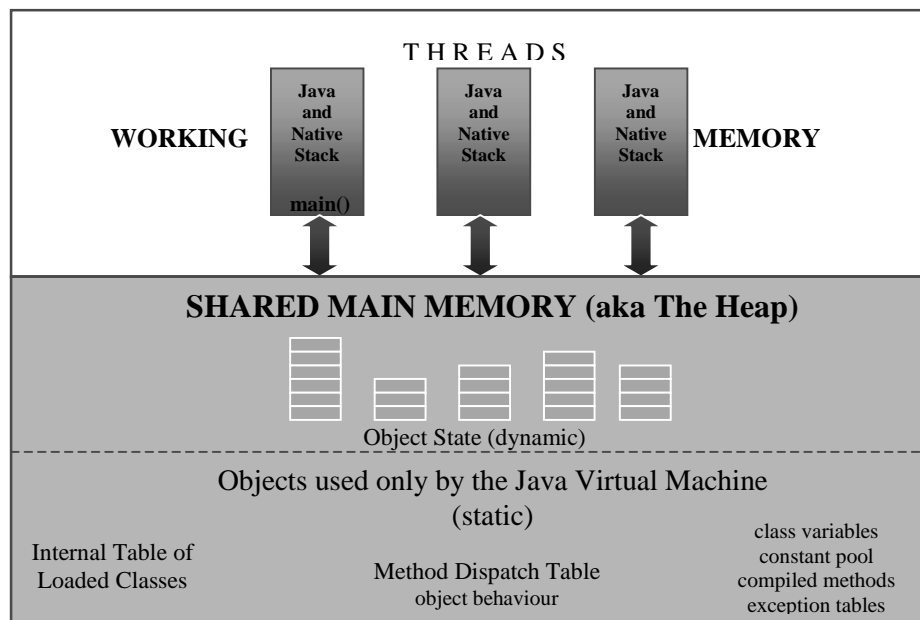 T H R E A D S
Java
and
Native
Stack
main()
Java
and
Native
Stack
Java
and
Native
Stack
WORKING
MEMORY
SHARED MAIN MEMORY (aka The Heap)
Object State (dynamic)
Objects used only by the Java Virtual Machine
(static)
Internal Table of
Loaded Classes
Method Dispatch Table
object behaviour
class variables
constant pool
compiled methods
exception tables